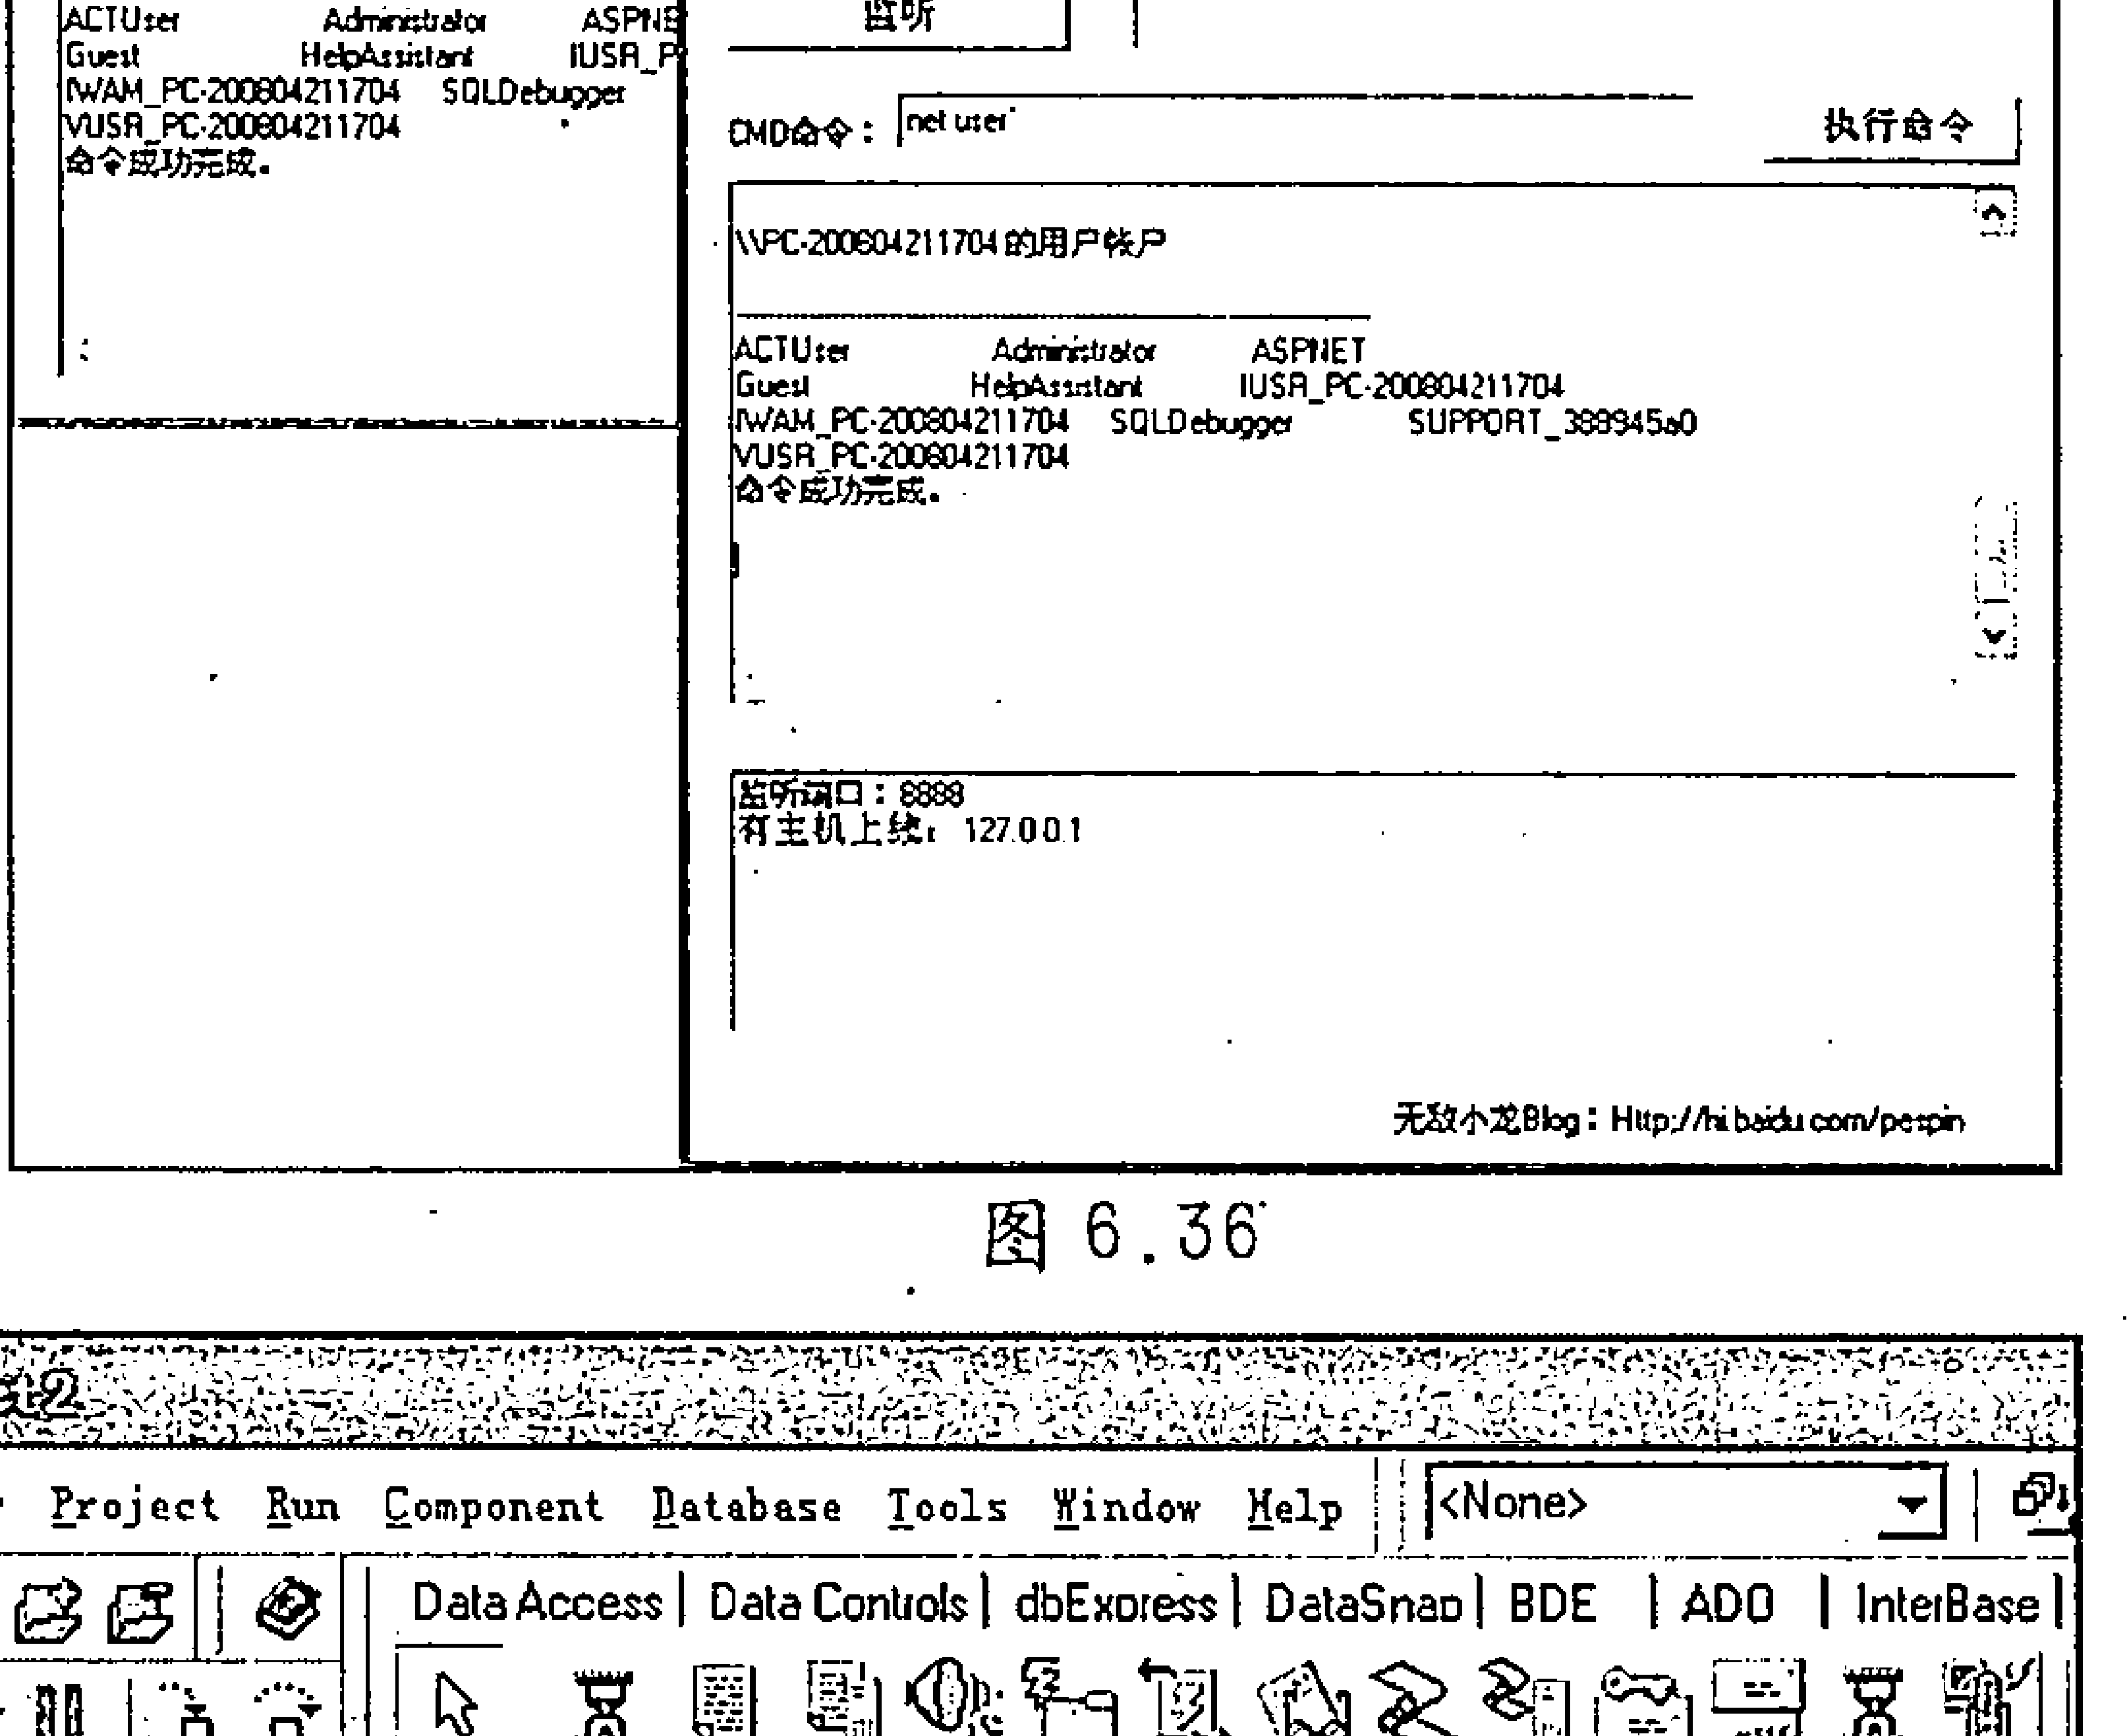 ACTUser Administrator ASPNE
Guest HelpAssistant IUSR_P
IWAM_PC-200804211704 SQLDebugger
VUSR_PC-200804211704
命令成功完成。
监听
CMD命令： net user
执行命令
\\PC-200804211704 的用户帐户
ACTUser Administrator ASPNET
Guest HelpAssistant IUSR_PC-200804211704
IWAM_PC-200804211704 SQLDebugger SUPPORT_388945a0
VUSR_PC-200804211704
命令成功完成。
监听端口：8888
有主机上线： 127.0.0.1
无敌小龙Blog：Http://hi.baidu.com/perpin
图 6.36
Project Run Component Database Tools Window Help <None>
Data Access Data Controls dbExpress DataSnap BDE ADO InterBase